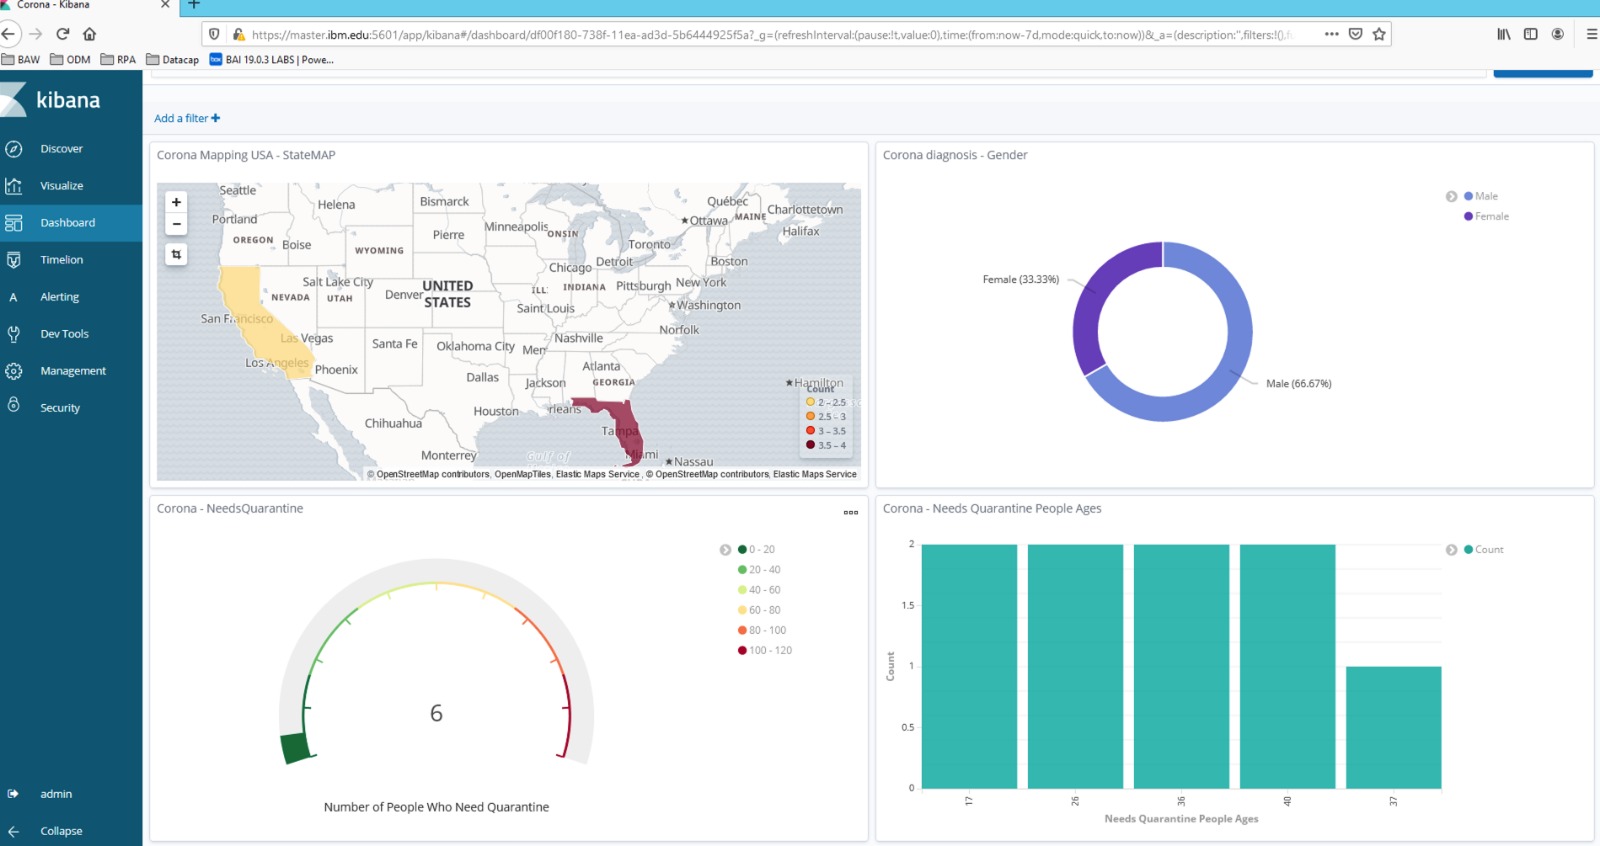 Corona - Kibana
https://master.ibm.edu:5601/app/kibana#/dashboard/df00f180-738f-11ea-ad3d-5b6444925f5a?_g=(refreshInterval:(pause:!t,value:0),time:(from:now-7d,mode:quick,to:now))&_a=(description:'',filters:!(),f
BAW ODM RPA Datacap BAI 19.0.3 LABS | Powe...
kibana
Discover
Visualize
Dashboard
Timelion
Alerting
Dev Tools
Management
Security
admin
Collapse
Add a filter +
Corona Mapping USA - StateMAP
+
−
Seattle
Helena
Bismarck
Québec
Charlottetown
Portland
Minneapolis
Ottawa
MAINE
Halifax
OREGON
Boise
Pierre
ONSIN
Toronto
WYOMING
Boston
Chicago
Detroit
Salt Lake City
UNITED
STATES
ILL
INDIANA
Pittsburgh
New York
NEVADA
UTAH
Denver
Saint Louis
Washington
San Francisco
Norfolk
Las Vegas
Santa Fe
Oklahoma City
Mem
Nashville
Los Angeles
Phoenix
Dallas
Jackson
Atlanta
GEORGIA
Hamilton
Houston
rleans
Chihuahua
Tampa
Monterrey
Gulf of
Miami
Nassau
Count
2 – 2.5
2.5 – 3
3 – 3.5
3.5 – 4
© OpenStreetMap contributors, OpenMapTiles, Elastic Maps Service , © OpenStreetMap contributors, Elastic Maps Service
Corona diagnosis - Gender
Male
Female
Female (33.33%)
Male (66.67%)
Corona - NeedsQuarantine
0 - 20
20 - 40
40 - 60
60 - 80
80 - 100
100 - 120
6
Number of People Who Need Quarantine
Corona - Needs Quarantine People Ages
Count
2
1.5
1
0.5
0
Count
17 26 36 40 37
Needs Quarantine People Ages